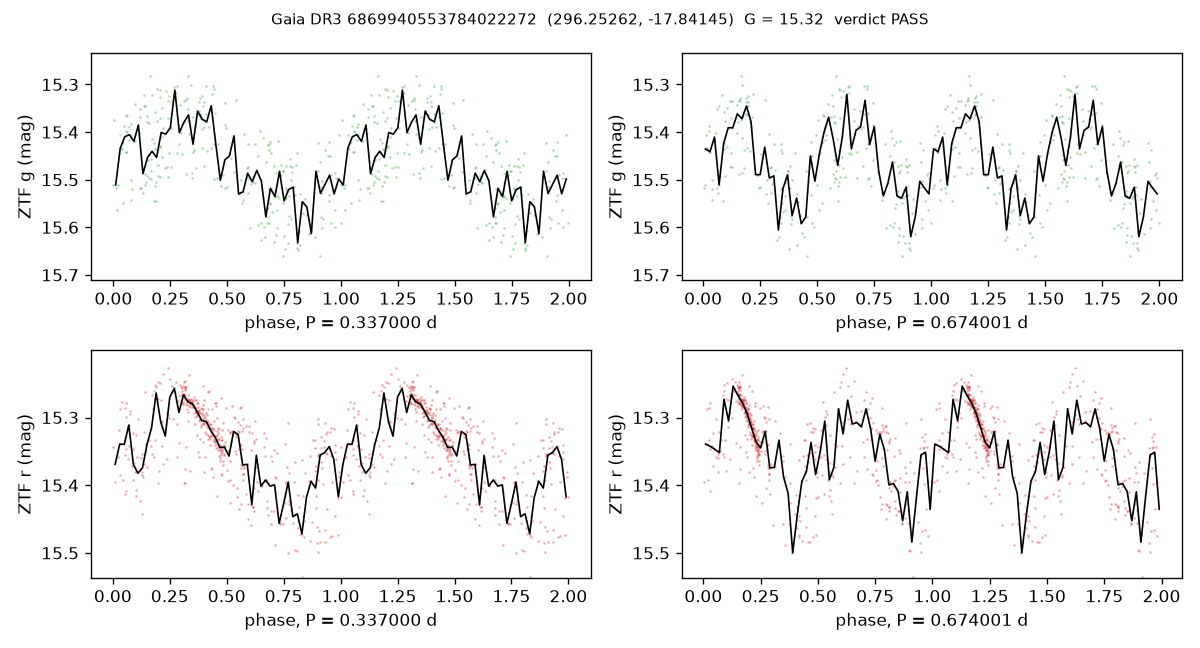 Gaia DR3 6869940553784022272  (296.25262, -17.84145)  G = 15.32  verdict PASS
ZTF g (mag)
15.3
15.4
15.5
15.6
15.7
0.00 0.25 0.50 0.75 1.00 1.25 1.50 1.75 2.00
phase, P = 0.337000 d
ZTF g (mag)
15.3
15.4
15.5
15.6
15.7
0.00 0.25 0.50 0.75 1.00 1.25 1.50 1.75 2.00
phase, P = 0.674001 d
ZTF r (mag)
15.3
15.4
15.5
0.00 0.25 0.50 0.75 1.00 1.25 1.50 1.75 2.00
phase, P = 0.337000 d
ZTF r (mag)
15.3
15.4
15.5
0.00 0.25 0.50 0.75 1.00 1.25 1.50 1.75 2.00
phase, P = 0.674001 d